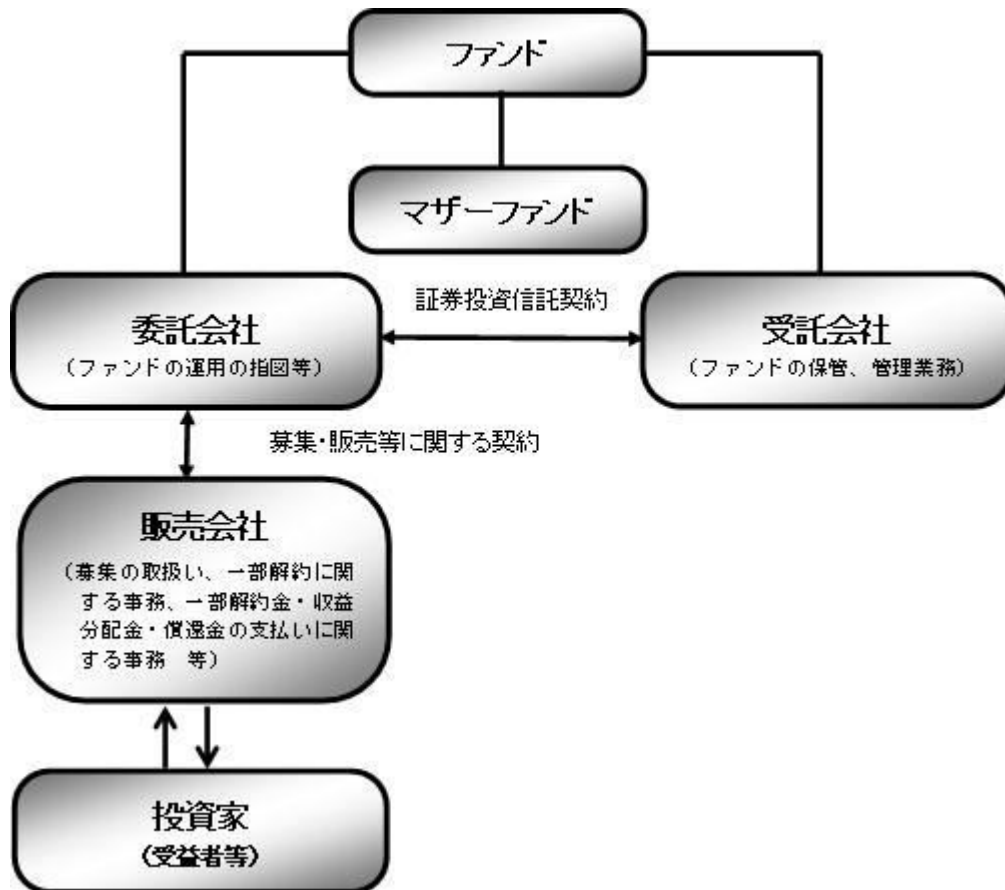 ファンド
マザーファンド
証券投資信託契約
委託会社
(ファンドの運用の指図等)
受託会社
(ファンドの保管、管理業務)
募集・販売等に関する契約
販売会社
(募集の取扱い、一部解約に関
する事務、一部解約金・収益
分配金・償還金の支払いに関
する事務 等)
投資家
(受益者等)